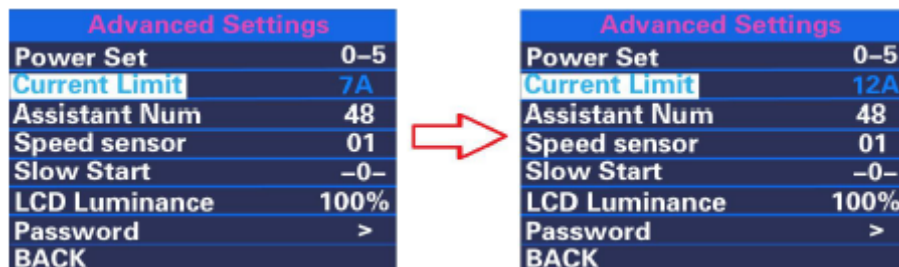 Advanced Settings
Power Set 0–5
Current Limit 7A
Assistant Num 48
Speed sensor 01
Slow Start –0–
LCD Luminance 100%
Password >
BACK
Advanced Settings
Power Set 0–5
Current Limit 12A
Assistant Num 48
Speed sensor 01
Slow Start –0–
LCD Luminance 100%
Password >
BACK